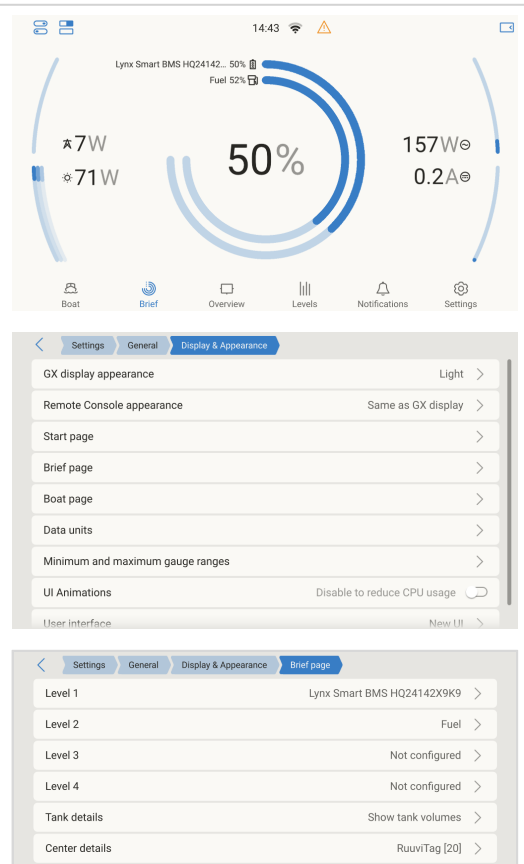 14:43
Lynx Smart BMS HQ24142... 50%
Fuel 52%
7W
71W
50%
157W
0.2A
Boat Brief Overview Levels Notifications Settings
Settings General Display & Appearance
GX display appearance Light
Remote Console appearance Same as GX display
Start page
Brief page
Boat page
Data units
Minimum and maximum gauge ranges
UI Animations Disable to reduce CPU usage
User interface New UI
Settings General Display & Appearance Brief page
Level 1 Lynx Smart BMS HQ24142X9K9
Level 2 Fuel
Level 3 Not configured
Level 4 Not configured
Tank details Show tank volumes
Center details RuuviTag [20]